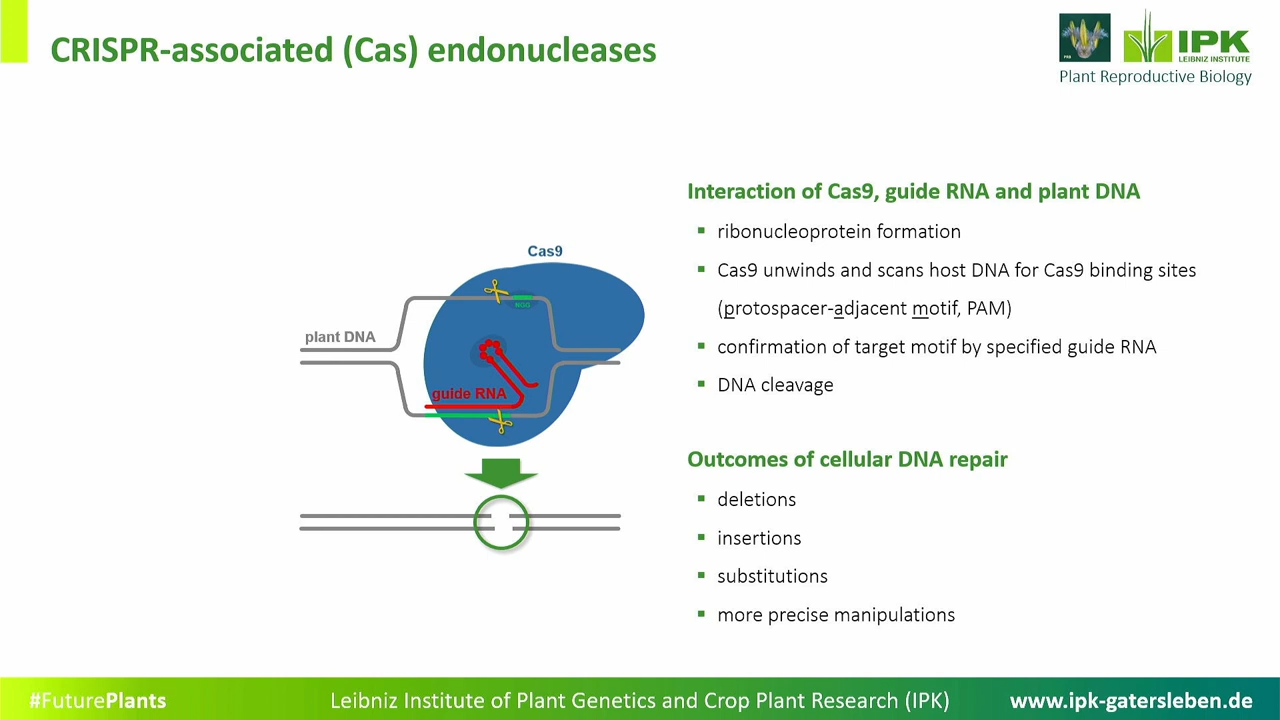 CRISPR-associated (Cas) endonucleases
IPK
LEIBNIZ INSTITUTE
Plant Reproductive Biology
Interaction of Cas9, guide RNA and plant DNA
ribonucleoprotein formation
Cas9 unwinds and scans host DNA for Cas9 binding sites
(protospacer-adjacent motif, PAM)
confirmation of target motif by specified guide RNA
DNA cleavage
Cas9
NGG
plant DNA
guide RNA
Outcomes of cellular DNA repair
deletions
insertions
substitutions
more precise manipulations
#FuturePlants
Leibniz Institute of Plant Genetics and Crop Plant Research (IPK)
www.ipk-gatersleben.de